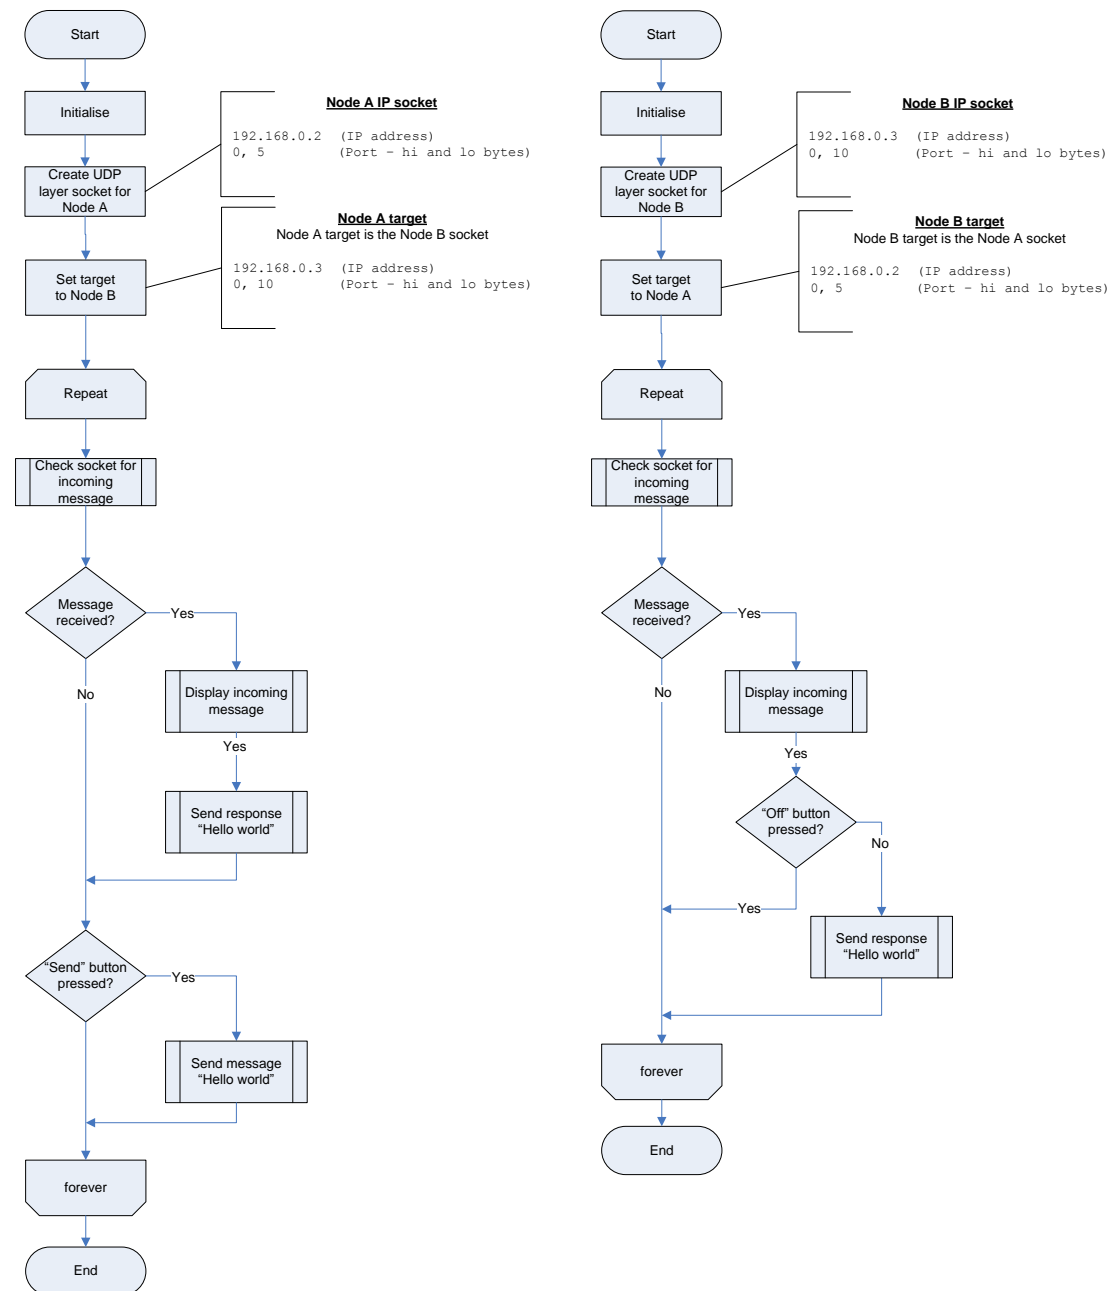 Start
Initialise
Node A IP socket
192.168.0.2 (IP address)
0, 5 (Port – hi and lo bytes)
Create UDP
layer socket for
Node A
Node A target
Node A target is the Node B socket
192.168.0.3 (IP address)
0, 10 (Port – hi and lo bytes)
Set target
to Node B
Repeat
Check socket for
incoming
message
Message
received?
Yes
No
Display incoming
message
Yes
Send response
“Hello world”
“Send” button
pressed?
Yes
Send message
“Hello world”
forever
End
Start
Initialise
Node B IP socket
192.168.0.3 (IP address)
0, 10 (Port – hi and lo bytes)
Create UDP
layer socket for
Node B
Node B target
Node B target is the Node A socket
192.168.0.2 (IP address)
0, 5 (Port – hi and lo bytes)
Set target
to Node A
Repeat
Check socket for
incoming
message
Message
received?
Yes
No
Display incoming
message
Yes
“Off” button
pressed?
No
Yes
Send response
“Hello world”
forever
End